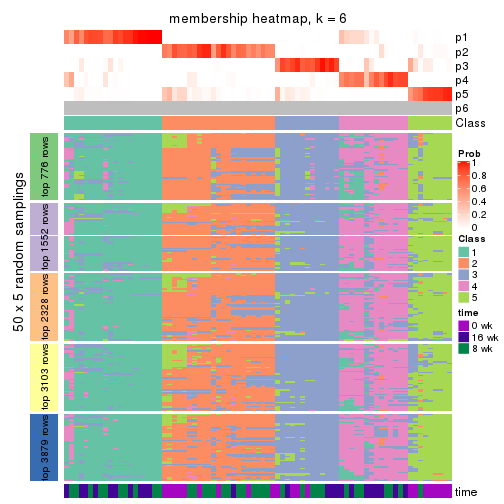 membership heatmap, k = 6
p1
p2
p3
p4
p5
p6
Class
50 x 5 random samplings
top 776 rows
top 1552 rows
top 2328 rows
top 3103 rows
top 3879 rows
time
Prob
1
0.8
0.6
0.4
0.2
0
Class
1
2
3
4
5
time
0 wk
16 wk
8 wk